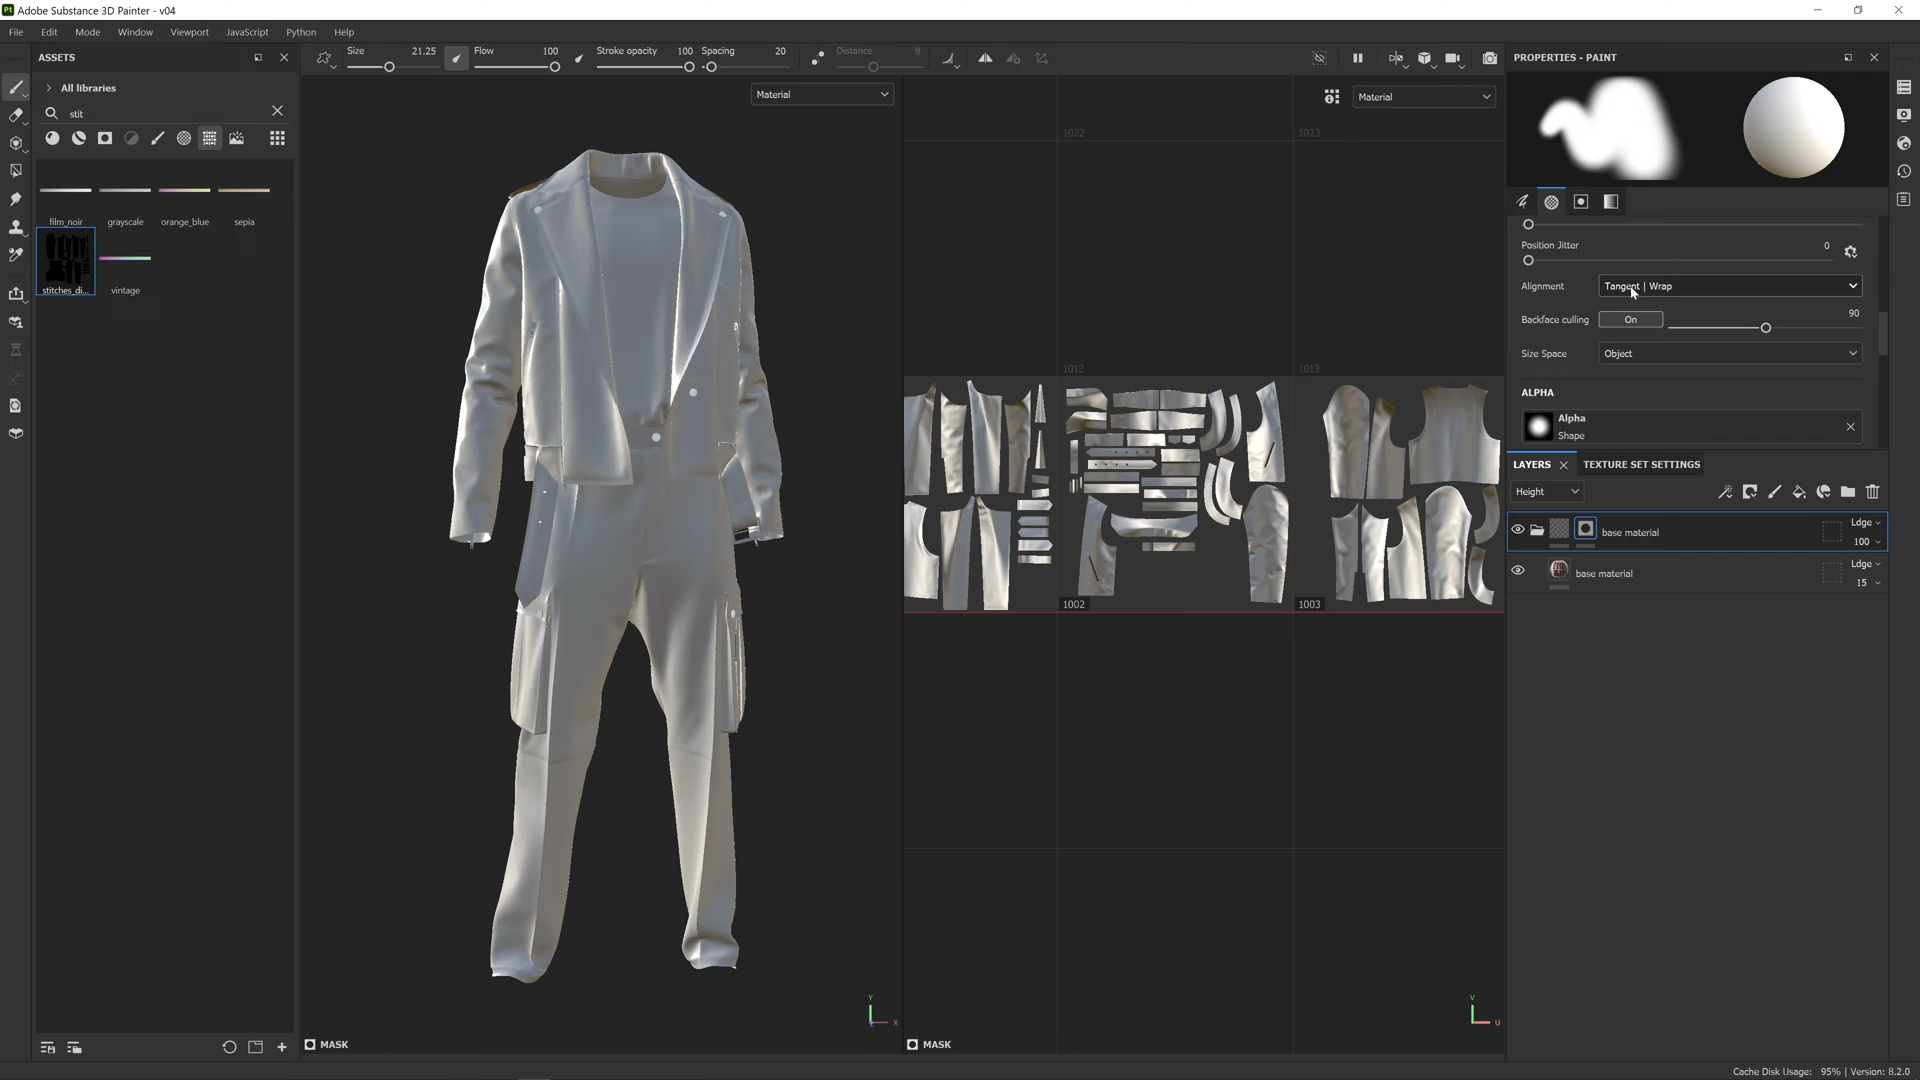 Adobe Substance 3D Painter - v04
File Edit Mode Window Viewport JavaScript Python Help
ASSETS
All libraries
stit
film_noir grayscale orange_blue sepia
stitches_di... vintage
Size 21.25 Flow 100 Stroke opacity 100 Spacing 20 Distance 8
Material
Y
X
MASK
Material
1022 1023
1012 1013
1002 1003
V
U
MASK
PROPERTIES - PAINT
Position Jitter 0
Alignment Tangent | Wrap
Backface culling On 90
Size Space Object
ALPHA
Alpha
Shape
LAYERS TEXTURE SET SETTINGS
Height
base material Ldge
100
base material Ldge
15
Cache Disk Usage: 95% | Version: 8.2.0